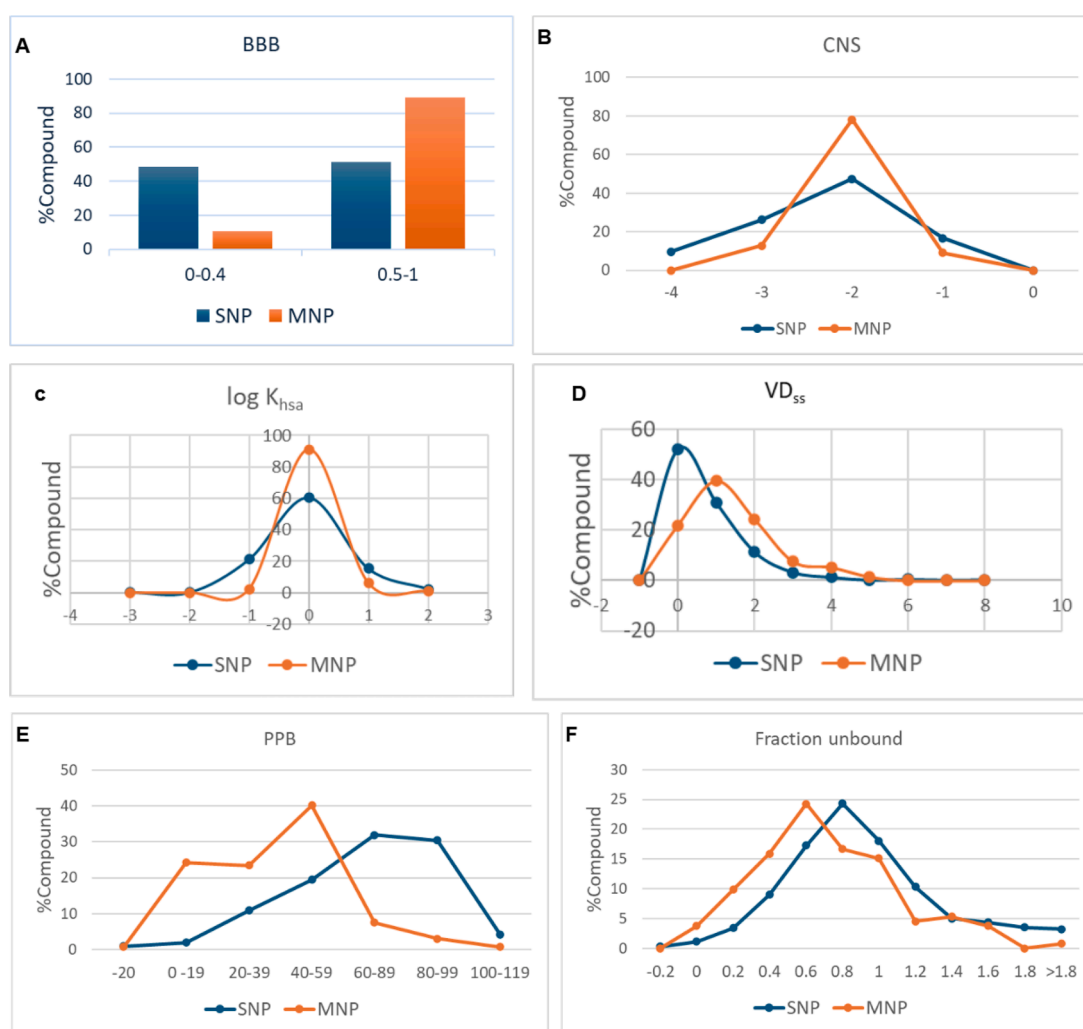 A
BBB
%Compound
100
80
60
40
20
0
0-0.4
0.5-1
SNP MNP
B
CNS
%Compound
100
80
60
40
20
0
-4 -3 -2 -1 0
SNP MNP
c
log Khsa
%Compound
100
80
60
40
20
0
-20
-4 -3 -2 -1 0 1 2 3
SNP MNP
D
VDss
%Compound
60
40
20
0
-20
-2 0 2 4 6 8 10
SNP MNP
E
PPB
%Compound
50
40
30
20
10
0
-20 0-19 20-39 40-59 60-89 80-99 100-119
SNP MNP
F
Fraction unbound
%Compound
30
25
20
15
10
5
0
-0.2 0 0.2 0.4 0.6 0.8 1 1.2 1.4 1.6 1.8 >1.8
SNP MNP